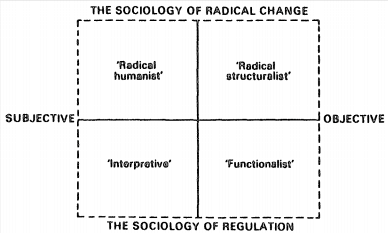 THE SOCIOLOGY OF RADICAL CHANGE
'Radical
humanist'
'Radical
structuralist'
SUBJECTIVE
OBJECTIVE
'Interpretive'
'Functionalist'
THE SOCIOLOGY OF REGULATION